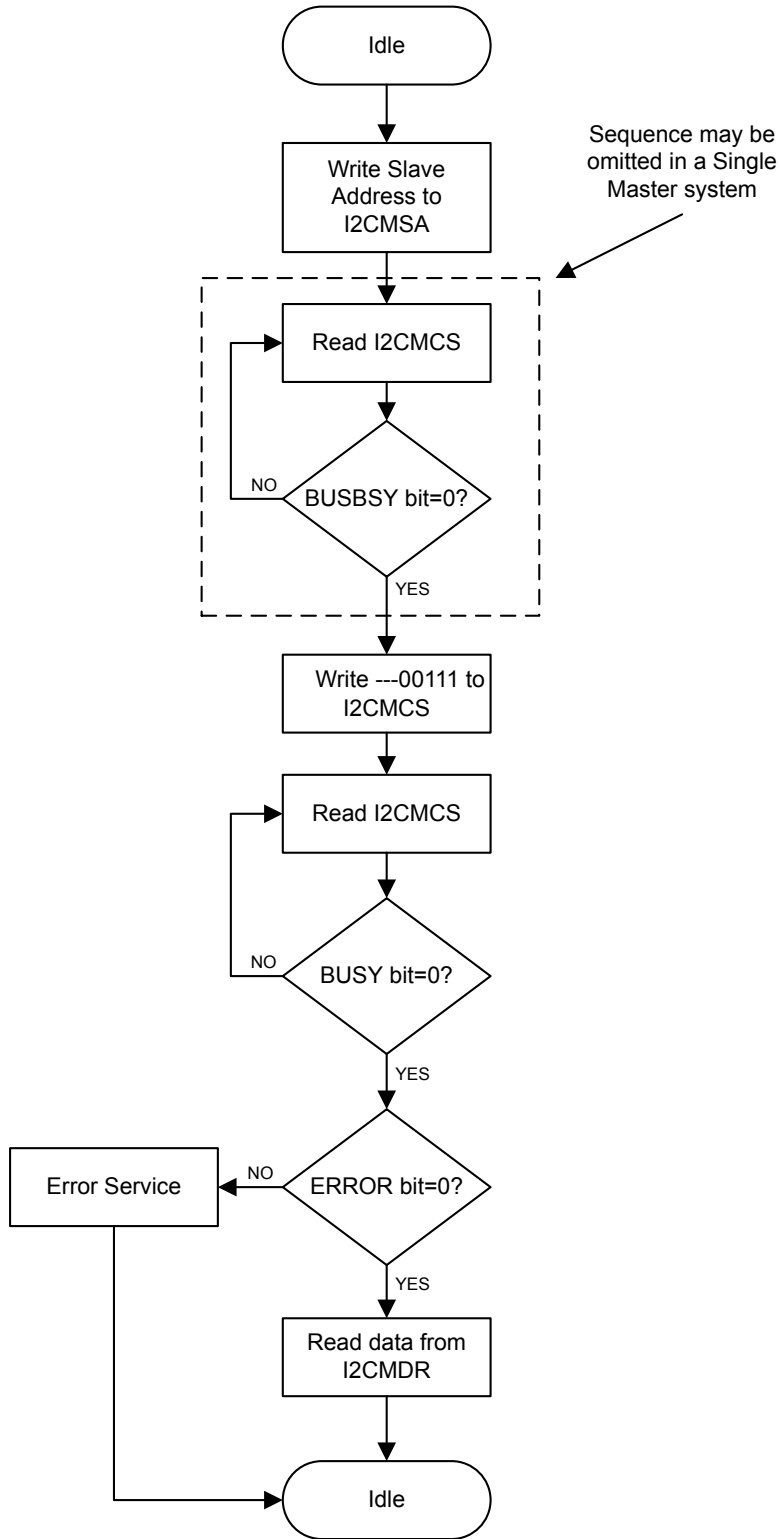 Idle
Sequence may be
omitted in a Single
Master system
Write Slave
Address to
I2CMSA
Read I2CMCS
NO
BUSBSY bit=0?
YES
Write ---00111 to
I2CMCS
Read I2CMCS
NO
BUSY bit=0?
YES
Error Service
NO
ERROR bit=0?
YES
Read data from
I2CMDR
Idle